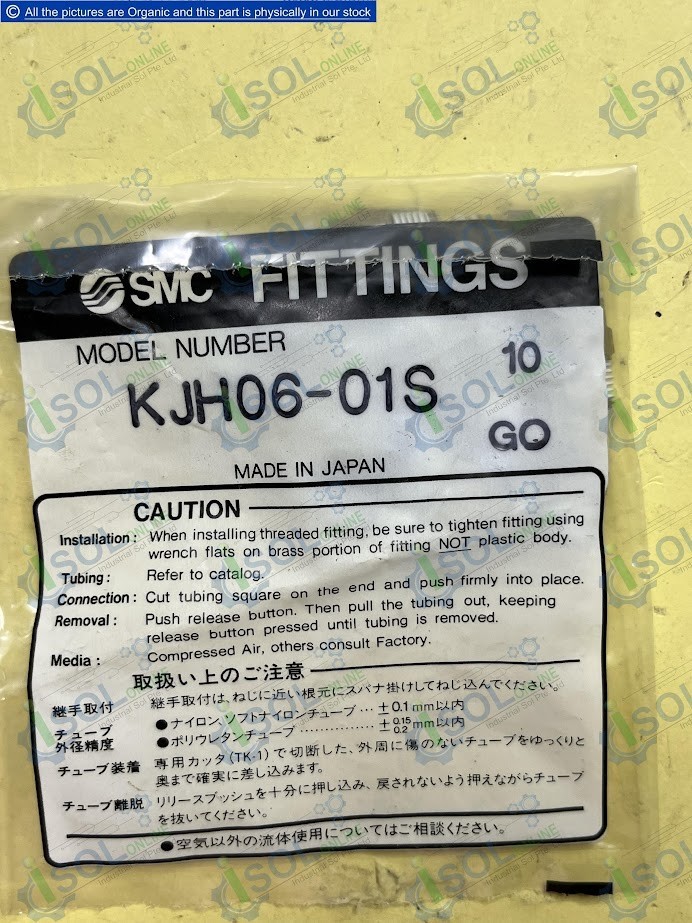 © All the pictures are Organic and this part is physically in our stock
SMC FITTINGS
MODEL NUMBER
10
KJH06-01S
GO
MADE IN JAPAN
CAUTION
Installation : When installing threaded fitting, be sure to tighten fitting using
wrench flats on brass portion of fitting NOT plastic body.
Tubing : Refer to catalog.
Connection : Cut tubing square on the end and push firmly into place.
Removal : Push release button. Then pull the tubing out, keeping
release button pressed until tubing is removed.
Media : Compressed Air, others consult Factory.
取扱い上のご注意
継手取付 継手取付は、ねじに近い根元にスパナ掛けしてねじ込んでください。
チューブ外径精度 ●ナイロン、ソフトナイロンチューブ … ±0.1mm以内
●ポリウレタンチューブ …………… +0.15 -0.2 mm以内
チューブ装着 専用カッタ(TK-1)で切断した、外周に傷のないチューブをゆっくりと
奥まで確実に差し込みます。
チューブ離脱 リリースブッシュを十分に押し込み、戻されないよう押えながらチューブ
を抜いてください。
●空気以外の流体使用についてはご相談ください。
iSOL ONLINE
Industrial Sol Pte. Ltd